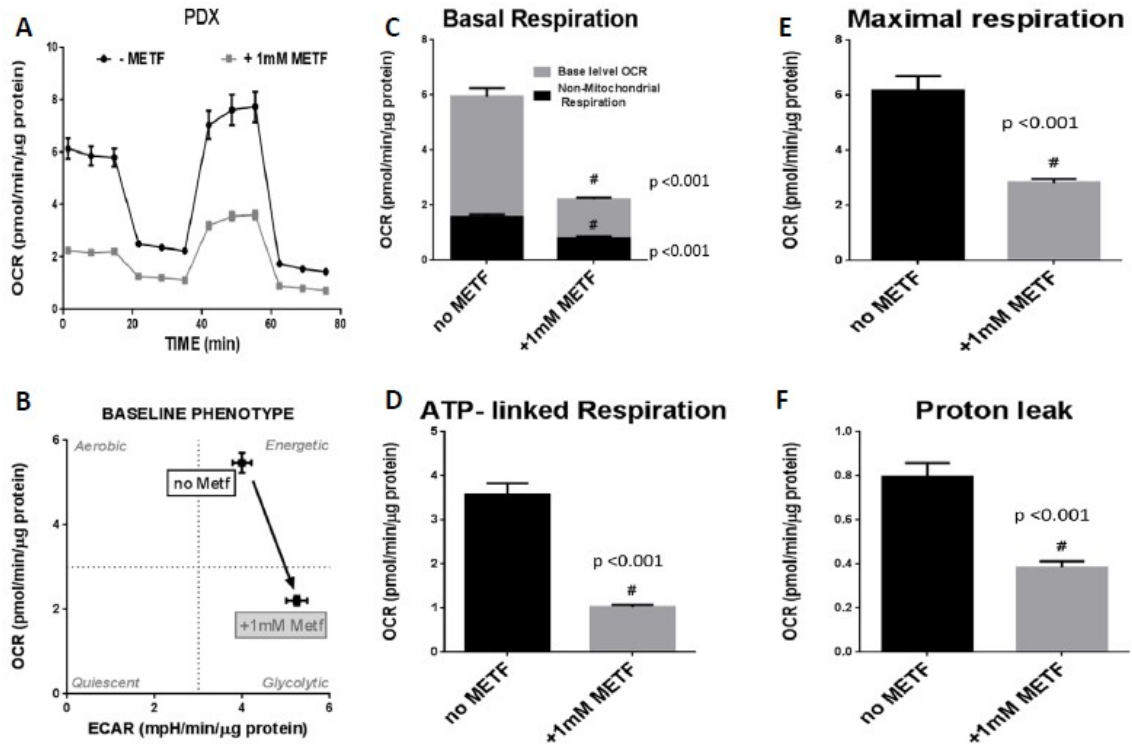 A
PDX
- METF
+ 1mM METF
OCR (pmol/min/μg protein)
10
8
6
4
2
0
0
20
40
60
80
TIME (min)
B
BASELINE PHENOTYPE
Aerobic
Energetic
no Metf
+1mM Metf
Quiescent
Glycolytic
OCR (pmol/min/μg protein)
6
4
2
0
0
2
4
6
ECAR (mpH/min/μg protein)
C
Basal Respiration
Base lelvel OCR
Non-Mitochondrial
Respiration
OCR (pmol/min/μg protein)
8
6
4
2
0
#
p <0.001
#
p <0.001
no METF
+1mM METF
D
ATP- linked Respiration
OCR (pmol/min/μg protein)
5
4
3
2
1
0
p <0.001
#
no METF
+1mM METF
E
Maximal respiration
OCR (pmol/min/μg protein)
8
6
4
2
0
p <0.001
#
no METF
+1mM METF
F
Proton leak
OCR (pmol/min/μg protein)
1.0
0.8
0.6
0.4
0.2
0.0
p <0.001
#
no METF
+1mM METF